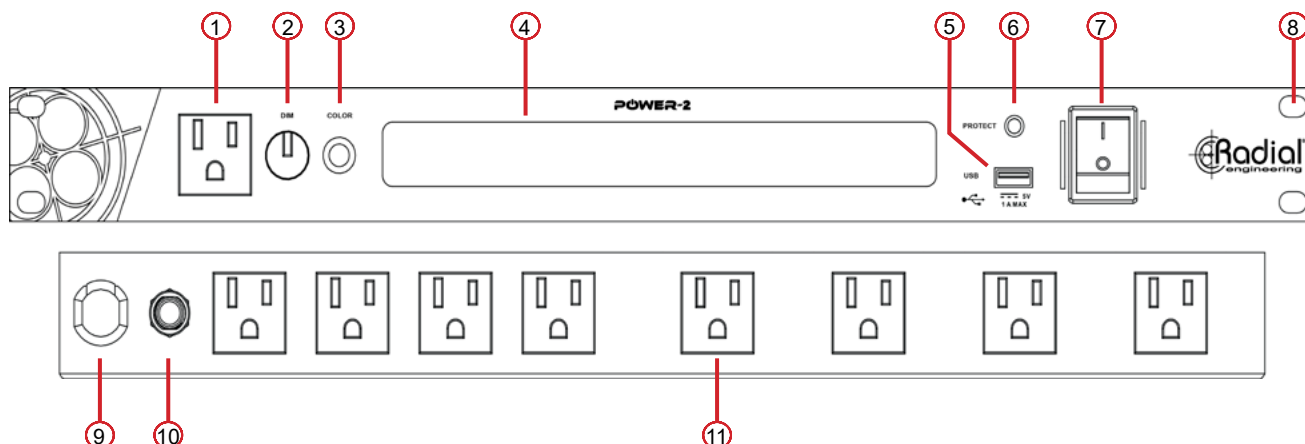 1 2 3 4 5 6 7 8
POWER-2
DIM COLOR
PROTECT
USB
5V
1 A MAX
Radial
engineering
9 10 11